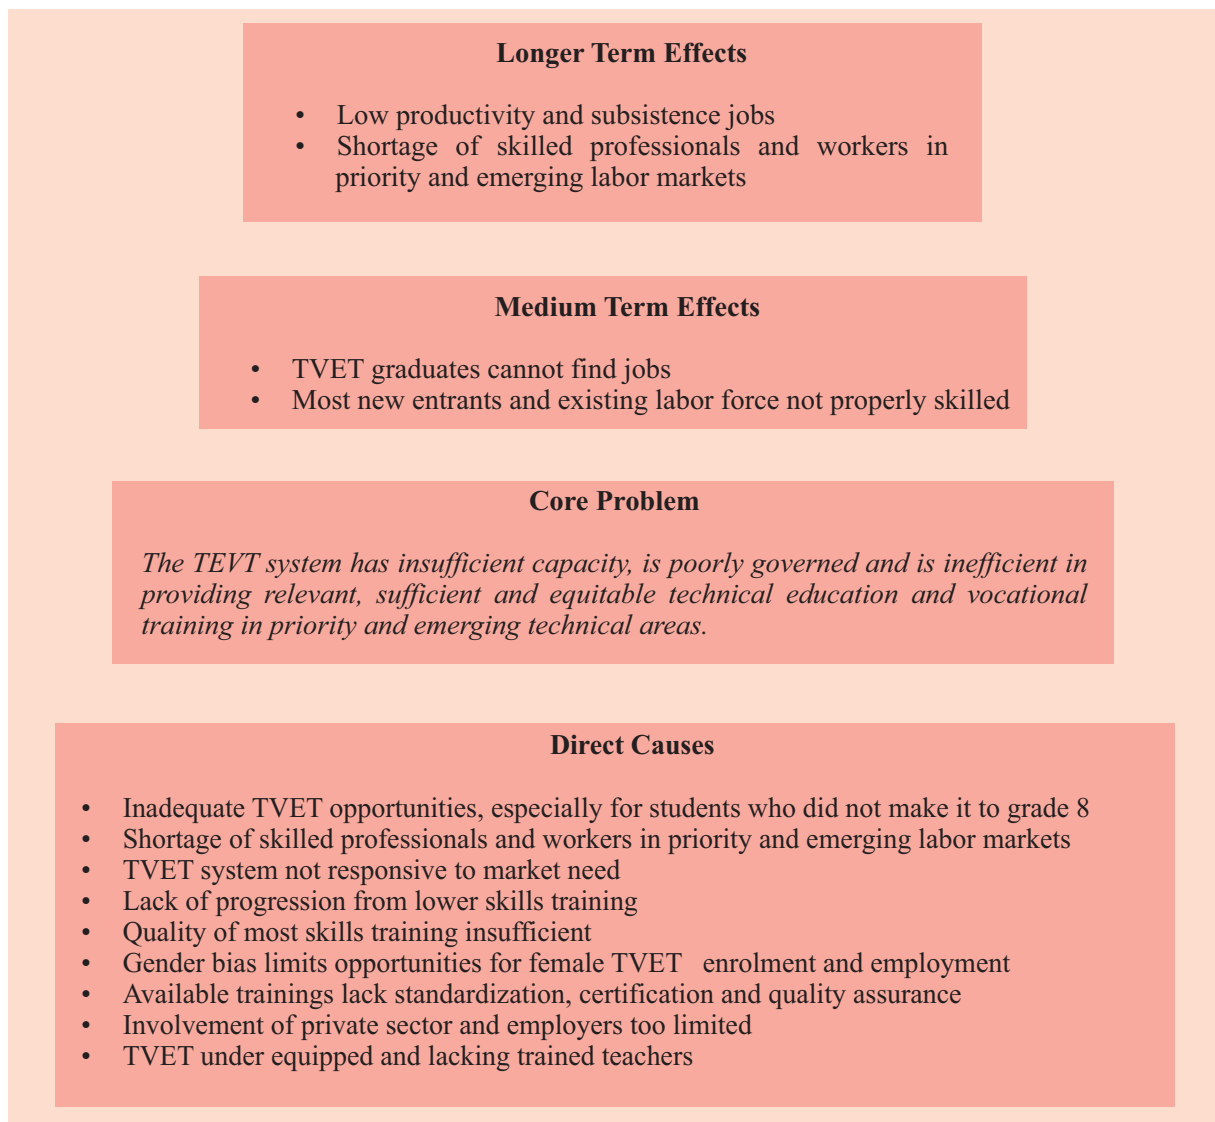 Longer Term Effects
• Low productivity and subsistence jobs
• Shortage of skilled professionals and workers in
priority and emerging labor markets
Medium Term Effects
• TVET graduates cannot find jobs
• Most new entrants and existing labor force not properly skilled
Core Problem
The TEVT system has insufficient capacity, is poorly governed and is inefficient in
providing relevant, sufficient and equitable technical education and vocational
training in priority and emerging technical areas.
Direct Causes
• Inadequate TVET opportunities, especially for students who did not make it to grade 8
• Shortage of skilled professionals and workers in priority and emerging labor markets
• TVET system not responsive to market need
• Lack of progression from lower skills training
• Quality of most skills training insufficient
• Gender bias limits opportunities for female TVET enrolment and employment
• Available trainings lack standardization, certification and quality assurance
• Involvement of private sector and employers too limited
• TVET under equipped and lacking trained teachers